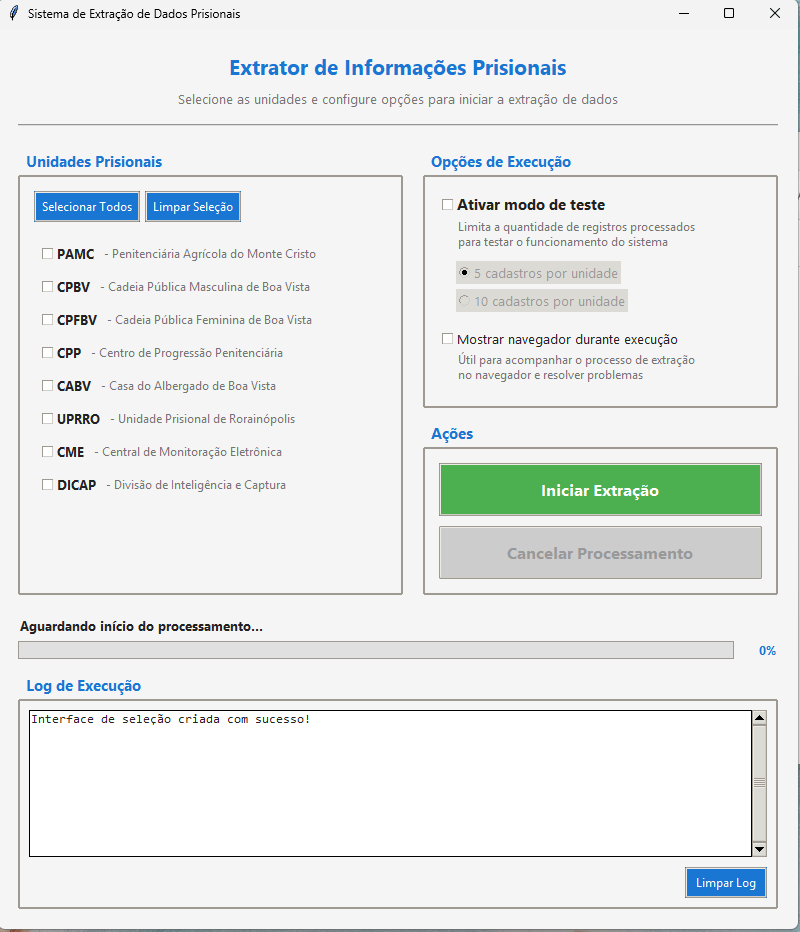 Sistema de Extração de Dados Prisionais
Extrator de Informações Prisionais
Selecione as unidades e configure opções para iniciar a extração de dados
Unidades Prisionais
Selecionar Todos
Limpar Seleção
PAMC - Penitenciária Agrícola do Monte Cristo
CPBV - Cadeia Pública Masculina de Boa Vista
CPFBV - Cadeia Pública Feminina de Boa Vista
CPP - Centro de Progressão Penitenciária
CABV - Casa do Albergado de Boa Vista
UPRRO - Unidade Prisional de Rorainópolis
CME - Central de Monitoração Eletrônica
DICAP - Divisão de Inteligência e Captura
Opções de Execução
Ativar modo de teste
Limita a quantidade de registros processados
para testar o funcionamento do sistema
5 cadastros por unidade
10 cadastros por unidade
Mostrar navegador durante execução
Útil para acompanhar o processo de extração
no navegador e resolver problemas
Ações
Iniciar Extração
Cancelar Processamento
Aguardando início do processamento...
0%
Log de Execução
Interface de seleção criada com sucesso!
Limpar Log